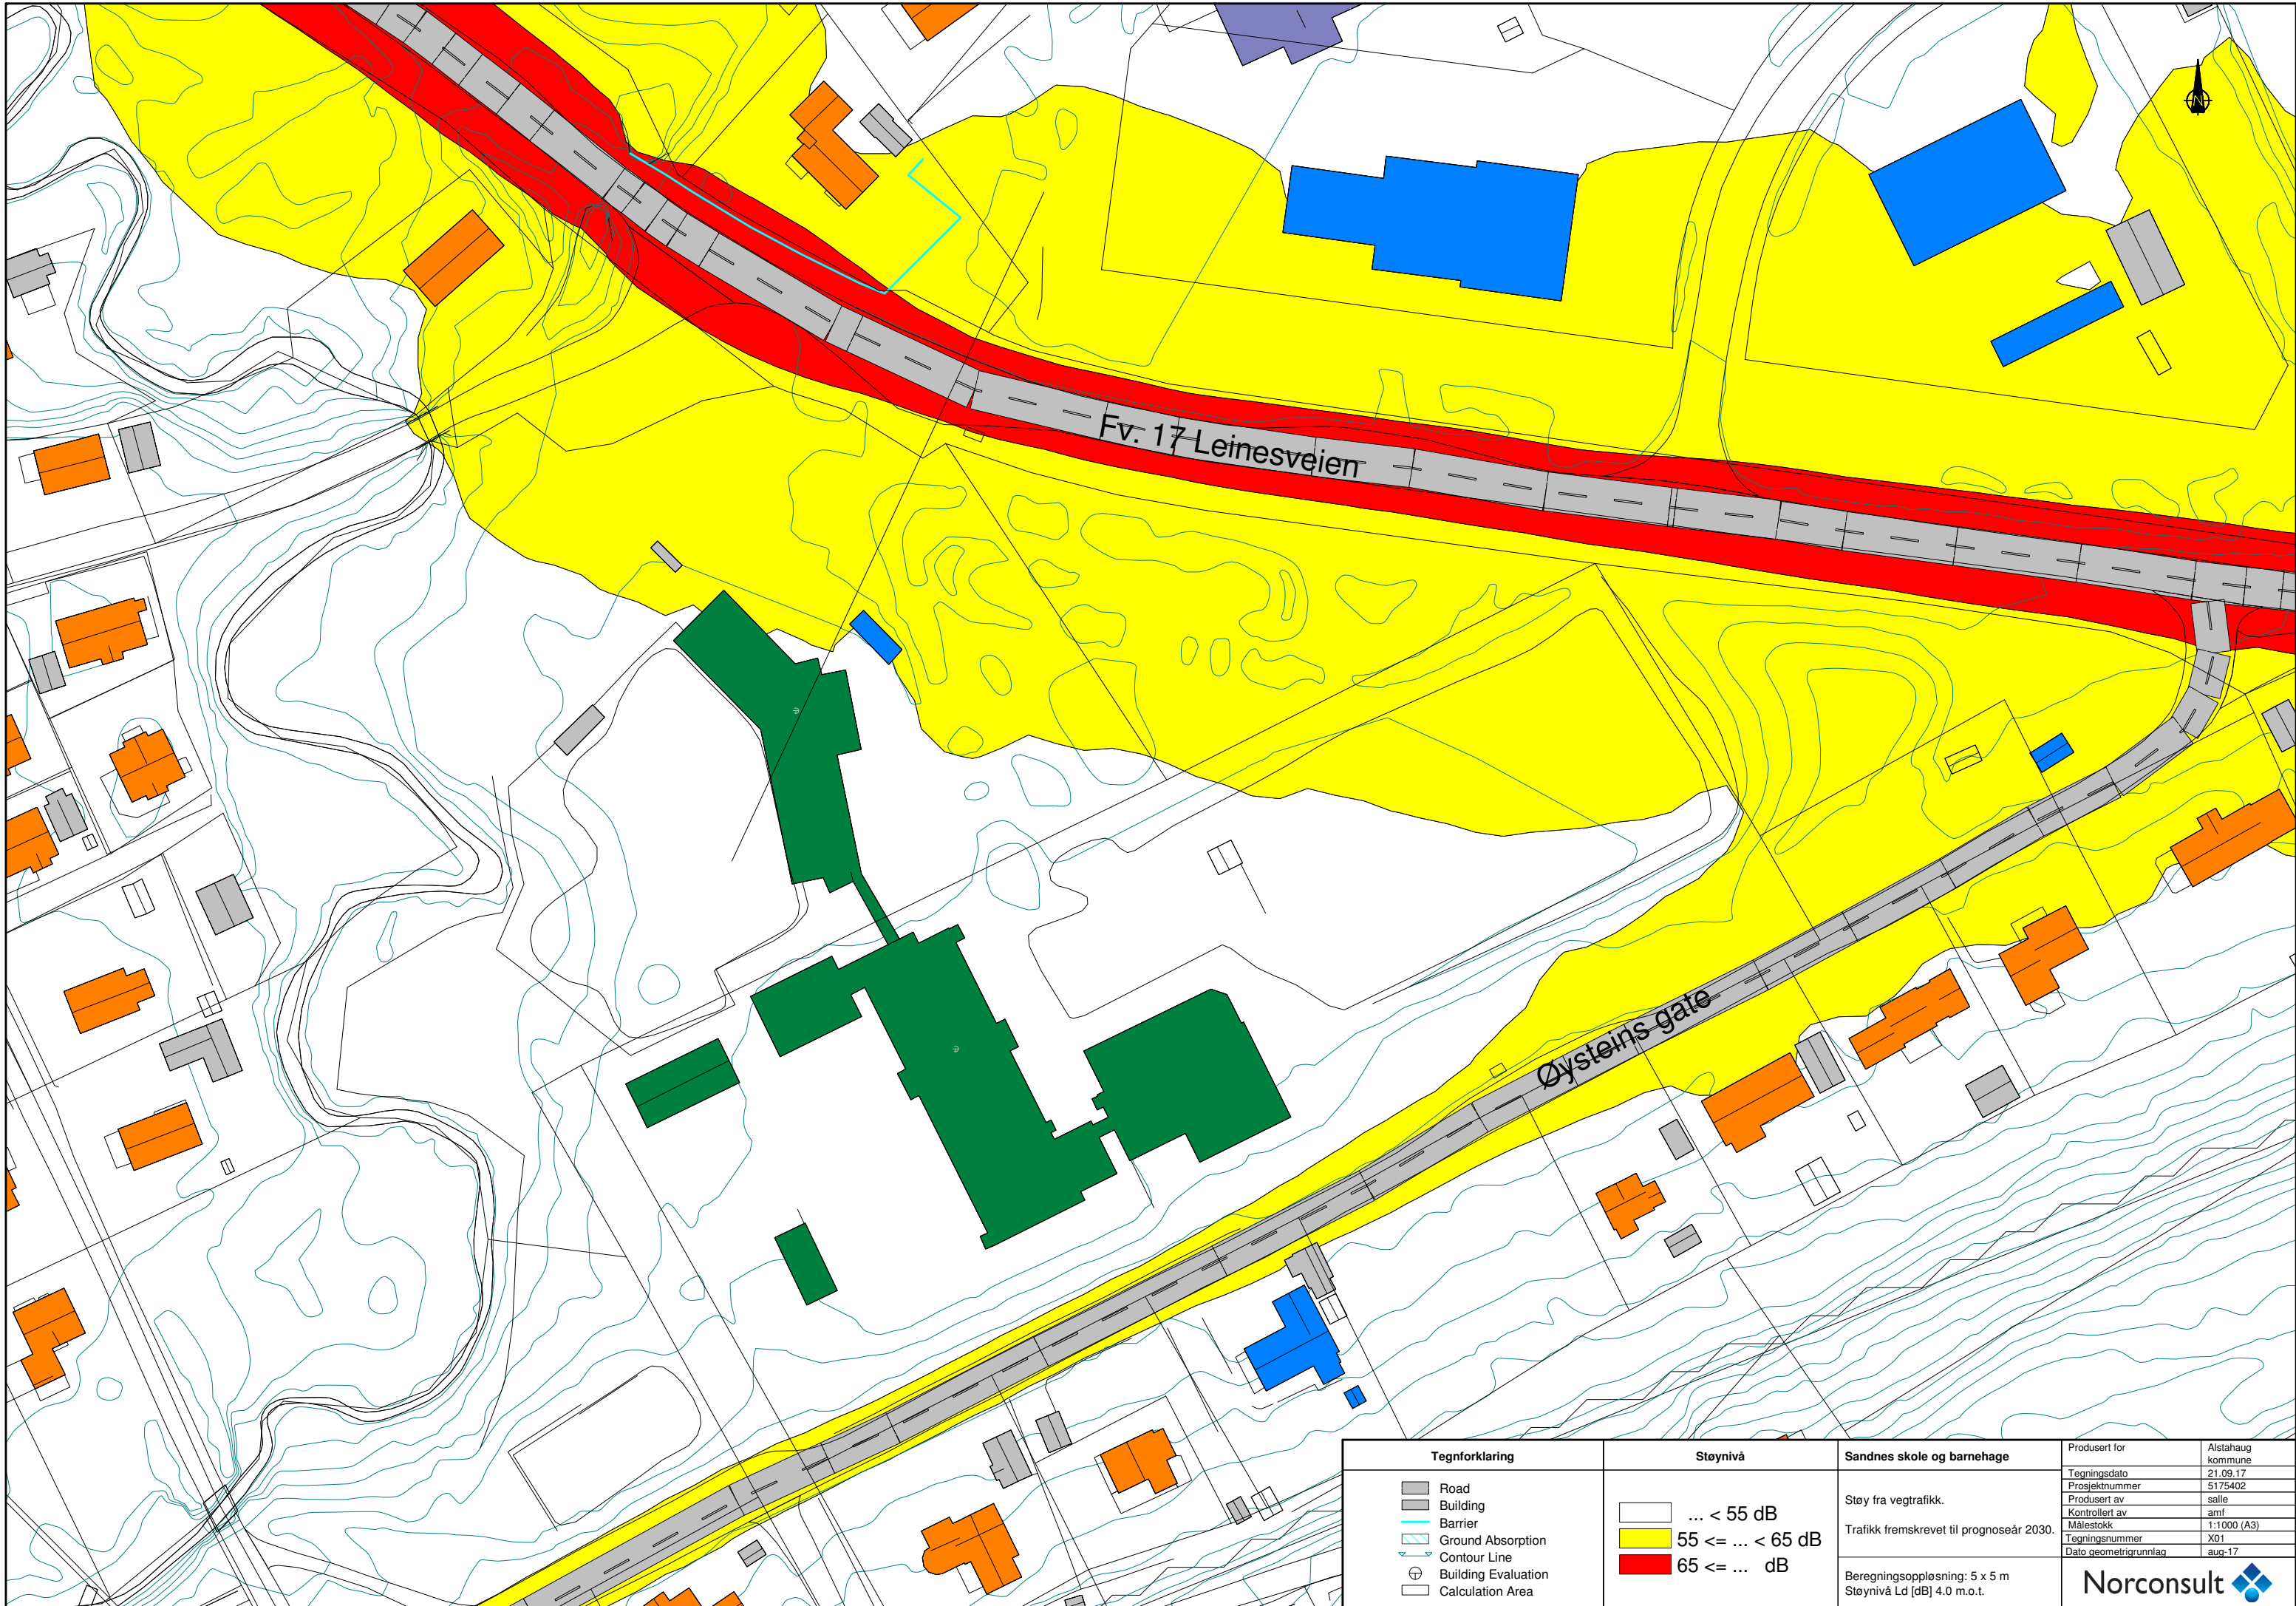 Fv. 17 Leinesveien
Øysteins gate
N
Tegnforklaring
Road
Building
Barrier
Ground Absorption
Contour Line
Building Evaluation
Calculation Area
Støynivå
... < 55 dB
55 <= ... < 65 dB
65 <= ... dB
Sandnes skole og barnehage
Støy fra vegtrafikk.
Trafikk fremskrevet til prognoseår 2030.
Beregningsoppløsning: 5 x 5 m
Støynivå Ld [dB] 4.0 m.o.t.
Produsert for Alstahaug
kommune
Tegningsdato 21.09.17
Prosjektnummer 5175402
Produsert av salle
Kontrollert av amf
Målestokk 1:1000 (A3)
Tegningsnummer X01
Dato geometrigrunnlag aug-17
Norconsult